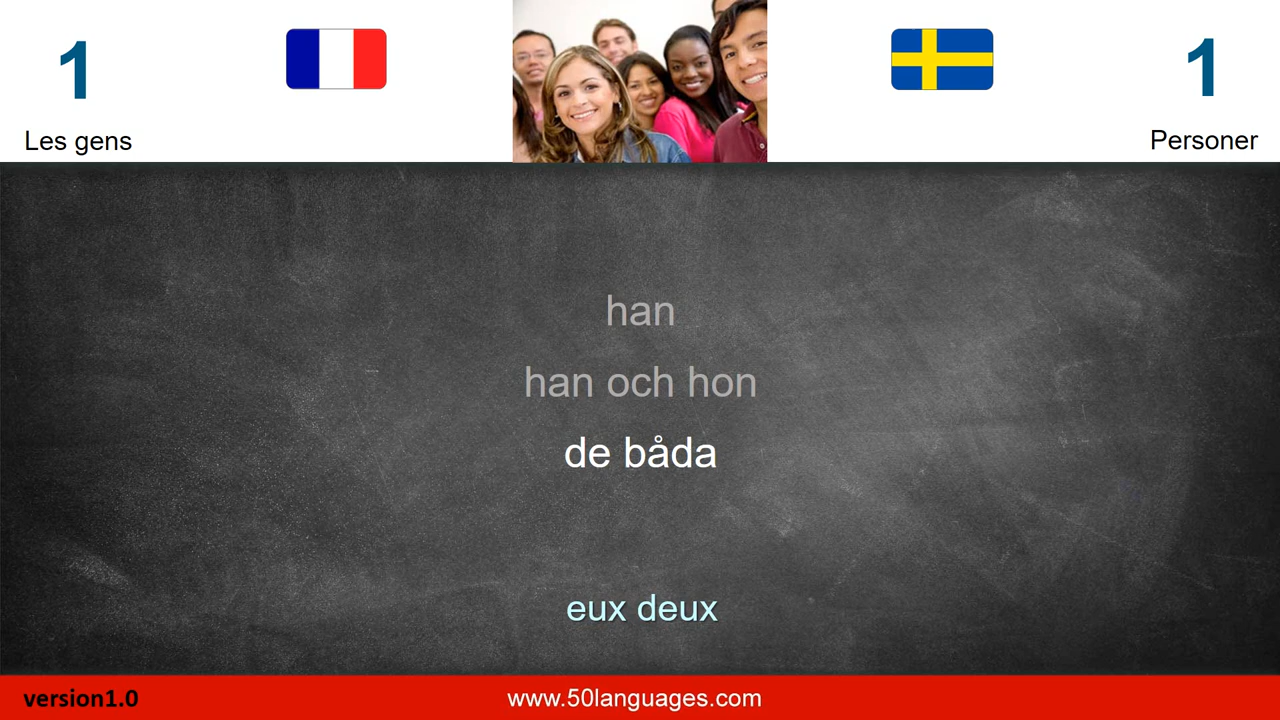 1
1
Les gens
Personer
han
han och hon
de båda
eux deux
version1.0
www.50languages.com